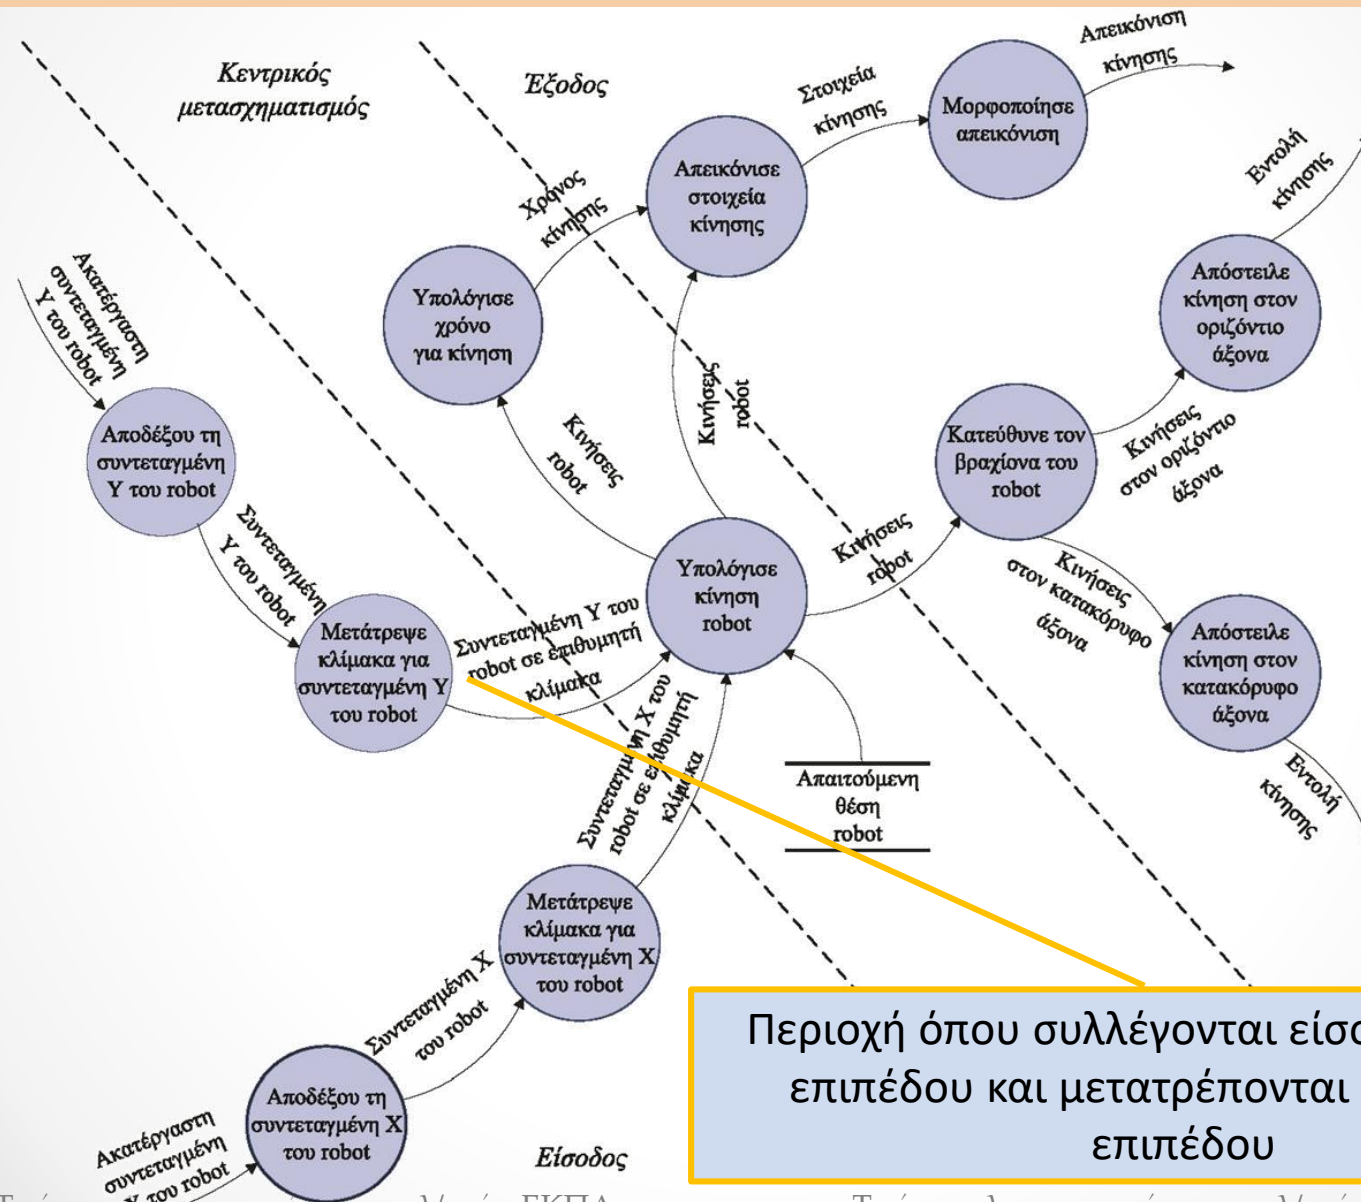 Κεντρικός
μετασχηματισμός
Έξοδος
Απεικόνιση
κίνησης
Στοιχεία
κίνησης
Μορφοποίησε
απεικόνιση
Απεικόνισε
στοιχεία
κίνησης
Χρόνος
κίνησης
Εντολή
κίνησης
Υπολόγισε
χρόνο
για κίνηση
Απόστειλε
κίνηση στον
οριζόντιο
άξονα
Ακατέργαστη
συντεταγμένη
Υ του robot
Αποδέξου τη
συντεταγμένη
Υ του robot
Κινήσεις
robot
Κινήσεις
robot
Κατεύθυνε τον
βραχίονα του
robot
Κινήσεις
στον οριζόντιο
άξονα
Συντεταγμένη
Υ του robot
Υπολόγισε
κίνηση
robot
Κινήσεις
robot
Κινήσεις
στον κατακόρυφο
άξονα
Μετάτρεψε
κλίμακα για
συντεταγμένη Υ
του robot
Συντεταγμένη Υ του
robot σε επιθυμητή
κλίμακα
Απόστειλε
κίνηση στον
κατακόρυφο
άξονα
Συντεταγμένη Χ του
robot σε επιθυμητή
κλίμακα
Απαιτούμενη
θέση
robot
Εντολή
κίνησης
Μετάτρεψε
κλίμακα για
συντεταγμένη Χ
του robot
Συντεταγμένη Χ
του robot
Αποδέξου τη
συντεταγμένη Χ
του robot
Ακατέργαστη
συντεταγμένη
Χ του robot
Είσοδος
Περιοχή όπου συλλέγονται
επιπέδου και μετατρέπονται
επιπέδου